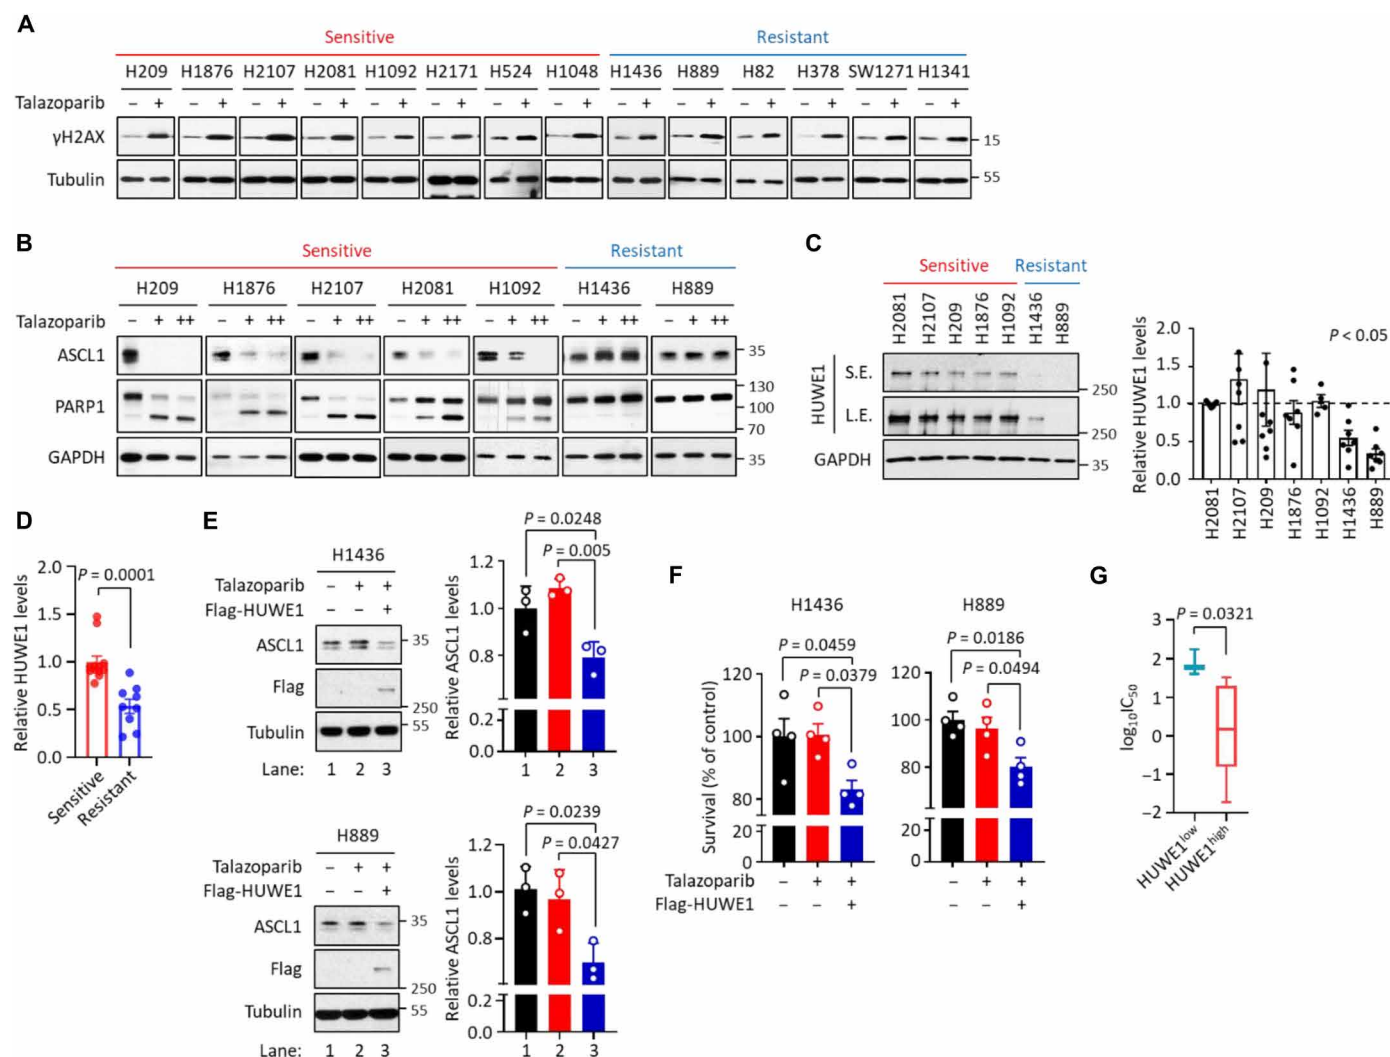 A
Sensitive Resistant
H209 H1876 H2107 H2081 H1092 H2171 H524 H1048 H1436 H889 H82 H378 SW1271 H1341
Talazoparib – + – + – + – + – + – + – + – + – + – + – + – + – + – +
γH2AX 15
Tubulin 55
B
Sensitive Resistant
H209 H1876 H2107 H2081 H1092 H1436 H889
Talazoparib – + ++ – + ++ – + ++ – + ++ – + ++ – + ++ – + ++
ASCL1 35
PARP1 130
100
70
GAPDH 35
C
Sensitive Resistant
H2081 H2107 H209 H1876 H1092 H1436 H889
HUWE1
S.E. 250
L.E. 250
GAPDH 35
Relative HUWE1 levels
2.0
1.5
1.0
0.5
0.0
P < 0.05
H2081 H2107 H209 H1876 H1092 H1436 H889
D
Relative HUWE1 levels
2.0
1.5
1.0
0.5
0.0
P = 0.0001
Sensitive Resistant
E
H1436
Talazoparib – + +
Flag-HUWE1 – – +
ASCL1 35
Flag
250
Tubulin 55
Lane: 1 2 3
Relative ASCL1 levels
1.2
1.0
0.8
0.2
0.0
P = 0.0248
P = 0.005
1 2 3
H889
Talazoparib – + +
Flag-HUWE1 – – +
ASCL1 35
Flag
250
Tubulin 55
Lane: 1 2 3
Relative ASCL1 levels
1.2
1.0
0.8
0.2
0.0
P = 0.0239
P = 0.0427
1 2 3
F
H1436
Survival (% of control)
120
100
80
20
0
P = 0.0459
P = 0.0379
H889
120
100
80
20
0
P = 0.0186
P = 0.0494
Talazoparib – + + – + +
Flag-HUWE1 – – + – – +
G
log₁₀IC₅₀
3
2
1
0
–1
–2
P = 0.0321
HUWE1ˡᵒʷ HUWE1ʰⁱᵍʰ